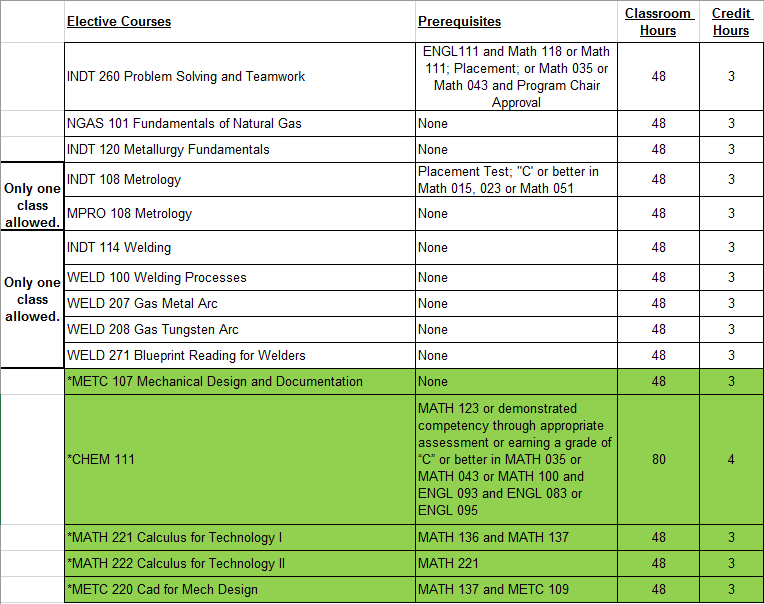 Elective Courses Prerequisites Classroom Hours Credit Hours
INDT 260 Problem Solving and Teamwork
ENGL111 and Math 118 or Math
111; Placement; or Math 035 or
Math 043 and Program Chair
Approval
48 3
NGAS 101 Fundamentals of Natural Gas None 48 3
INDT 120 Metallurgy Fundamentals None 48 3
Only one
class
allowed.
INDT 108 Metrology
Placement Test; "C' or better in
Math 015, 023 or Math 051
48 3
MPRO 108 Metrology None 48 3
Only one
class
allowed.
INDT 114 Welding None 48 3
WELD 100 Welding Processes None 48 3
WELD 207 Gas Metal Arc None 48 3
WELD 208 Gas Tungsten Arc None 48 3
WELD 271 Blueprint Reading for Welders None 48 3
*METC 107 Mechanical Design and Documentation None 48 3
*CHEM 111
MATH 123 or demonstrated
competency through appropriate
assessment or earning a grade of
“C” or better in MATH 035 or
MATH 043 or MATH 100 and
ENGL 093 and ENGL 083 or
ENGL 095
80 4
*MATH 221 Calculus for Technology I MATH 136 and MATH 137 48 3
*MATH 222 Calculus for Technology II MATH 221 48 3
*METC 220 Cad for Mech Design MATH 137 and METC 109 48 3